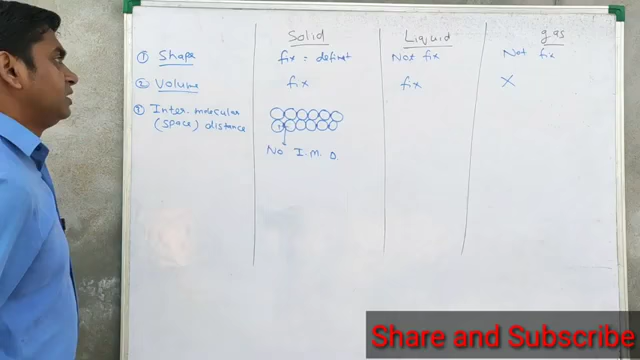 Solid Liquid gas
① Shape fix = definat Not fix Not fix
② Volume fix fix X
③ Inter. molecular
(space) distance
No I. M. D.
Share and Subscribe